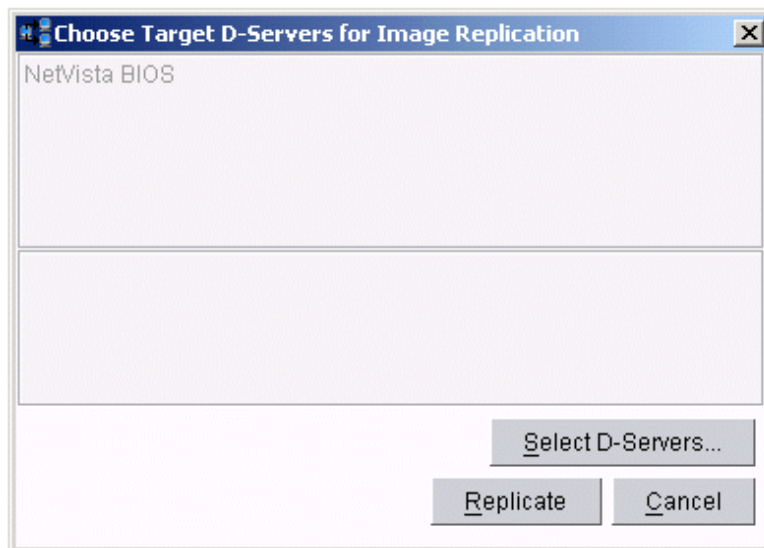 Choose Target D-Servers for Image Replication
NetVista BIOS
Select D-Servers...
Replicate
Cancel